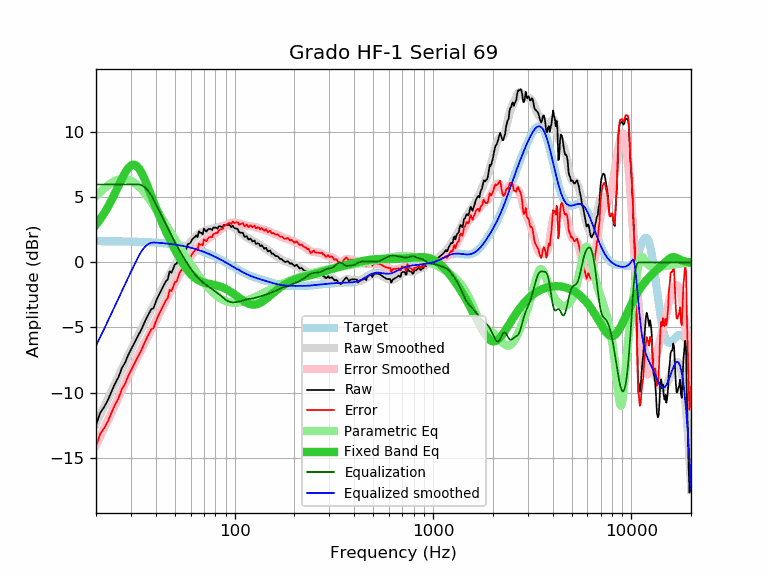 Grado HF-1 Serial 69
Amplitude (dBr)
10
5
0
−5
−10
−15
Target
Raw Smoothed
Error Smoothed
Raw
Error
Parametric Eq
Fixed Band Eq
Equalization
Equalized smoothed
100
1000
10000
Frequency (Hz)